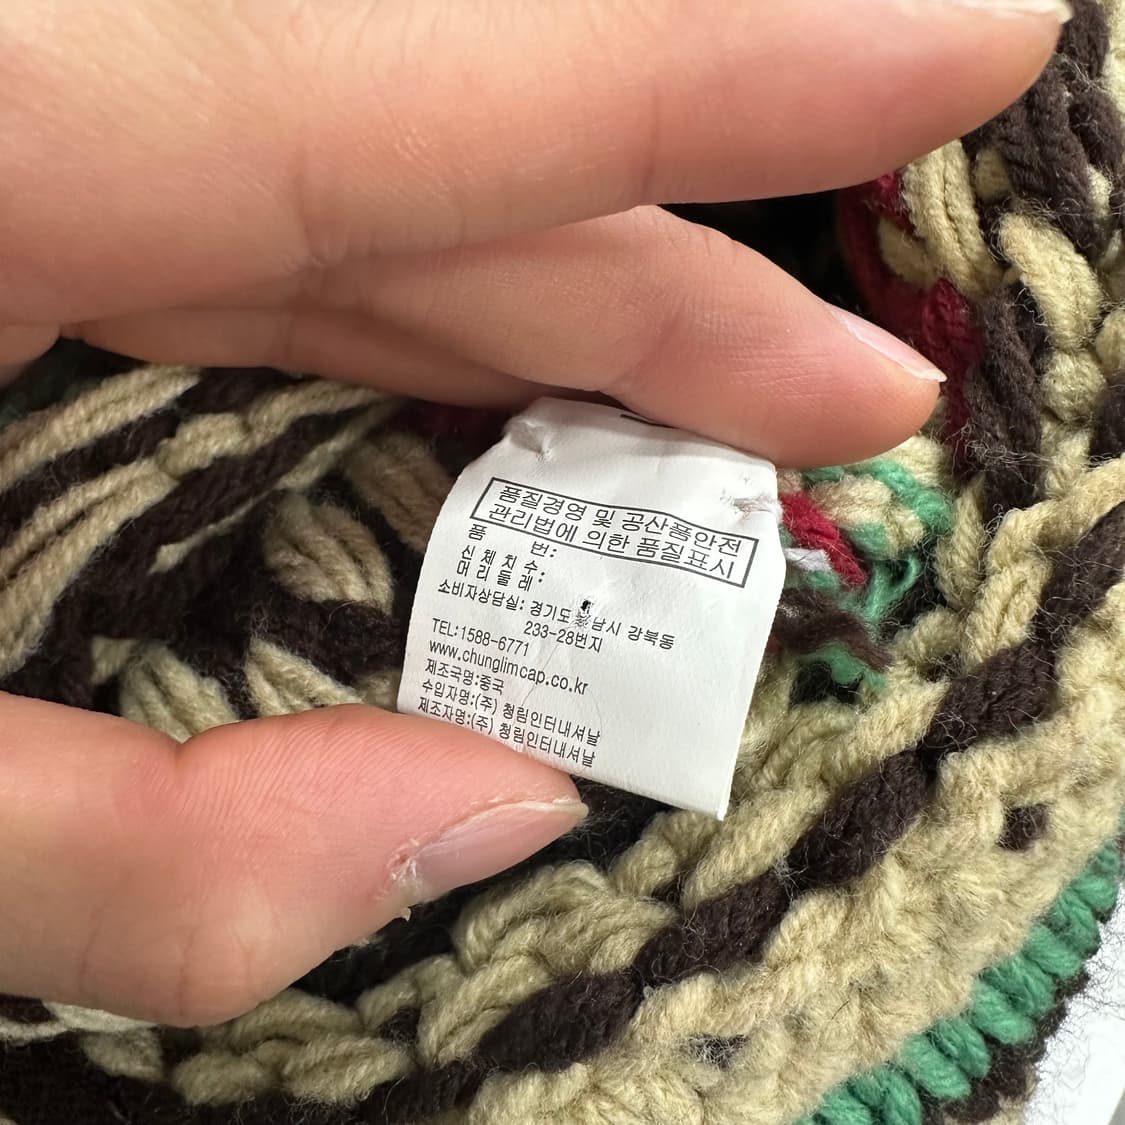 품질경영 및 공산품안전
관리법에 의한 품질표시
품 번:
신체치수:
머리둘레:
소비자상담실: 경기도 남시 강북동
233-28번지
TEL:1588-6771
www.chunglimcap.co.kr
제조국명:중국
수입자명:(주) 청림인터내셔날
제조자명:(주) 청림인터내셔날